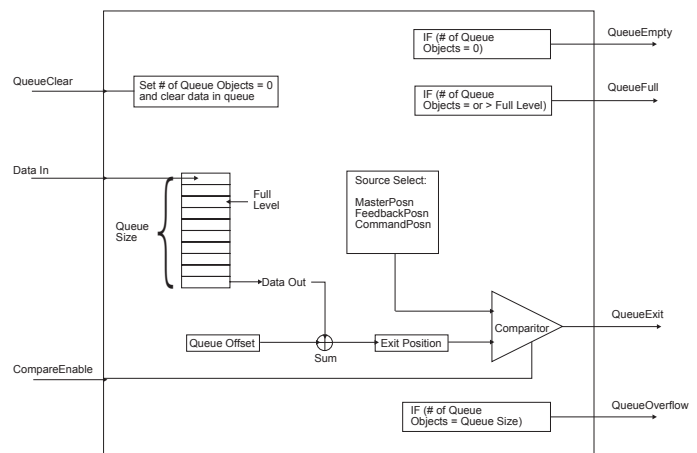 IF (# of Queue
Objects = 0)
QueueEmpty
QueueClear
Set # of Queue Objects = 0
and clear data in queue
IF (# of Queue
Objects = or > Full Level)
QueueFull
Data In
Source Select:
MasterPosn
FeedbackPosn
CommandPosn
Full
Level
Queue
Size
Data Out
Queue Offset
Sum
Exit Position
Comparitor
QueueExit
CompareEnable
IF (# of Queue
Objects = Queue Size)
QueueOverflow